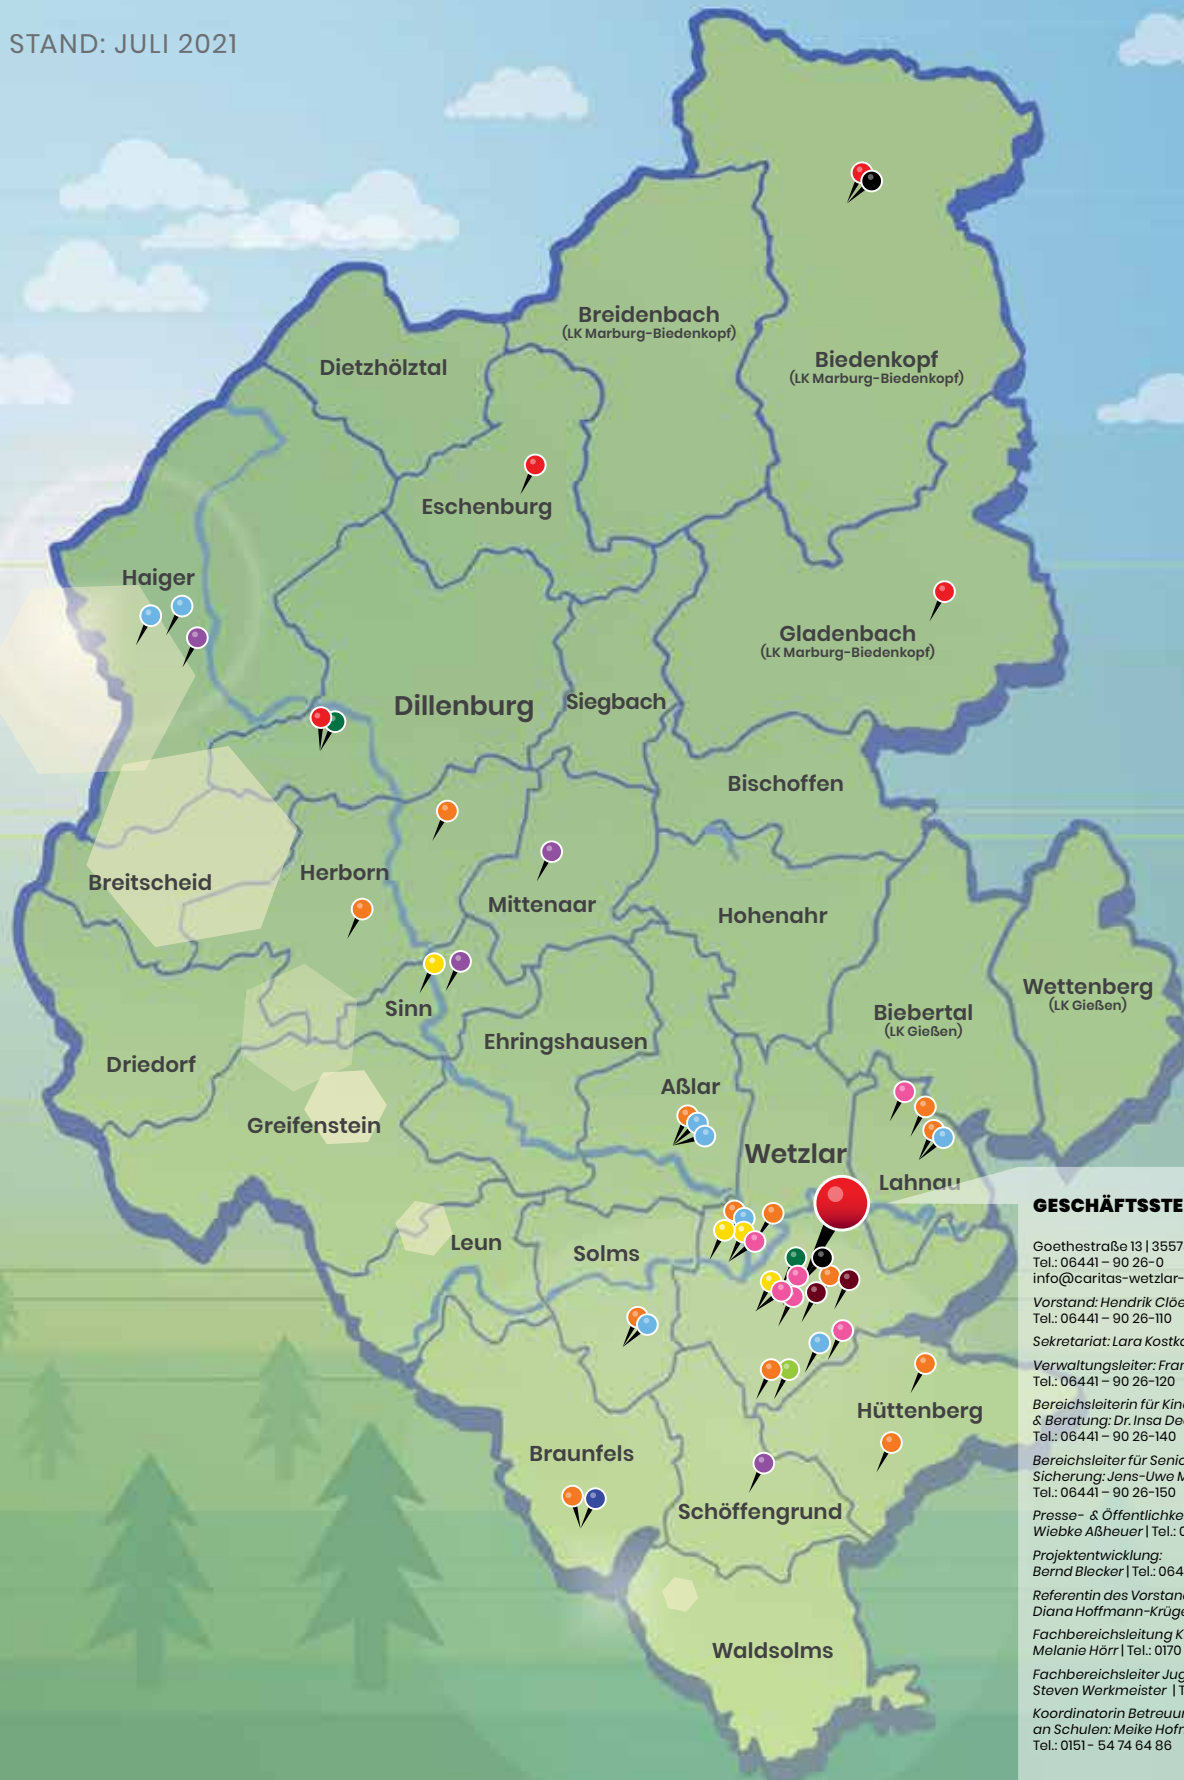 STAND: JULI 2021
Breidenbach
(LK Marburg-Biedenkopf)
Dietzhölztal
Biedenkopf
(LK Marburg-Biedenkopf)
Eschenburg
Haiger
Gladenbach
(LK Marburg-Biedenkopf)
Dillenburg
Siegbach
Bischoffen
Breitscheid
Herborn
Mittenaar
Hohenahr
Wettenberg
(LK Gießen)
Sinn
Biebertal
(LK Gießen)
Ehringshausen
Driedorf
Aßlar
Greifenstein
Wetzlar
Lahnau
Leun
Solms
Hüttenberg
Braunfels
Schöffengrund
Waldsolms
GESCHÄFTSSTE
Goethestraße 13 | 3557
Tel.: 06441 – 90 26-0
info@caritas-wetzlar-
Vorstand: Hendrik Clöe
Tel.: 06441 – 90 26-110
Sekretariat: Lara Kostka
Verwaltungsleiter: Fran
Tel.: 06441 – 90 26-120
Bereichsleiterin für Kind
& Beratung: Dr. Insa De
Tel.: 06441 – 90 26-140
Bereichsleiter für Senio
Sicherung: Jens-Uwe M
Tel.: 06441 – 90 26-150
Presse- & Öffentlichke
Wiebke Aßheuer | Tel.: 0
Projektentwicklung:
Bernd Blecker | Tel.: 064
Referentin des Vorstan
Diana Hoffmann-Krüge
Fachbereichsleitung K
Melanie Hörr | Tel.: 0170
Fachbereichsleiter Jug
Steven Werkmeister | T
Koordinatorin Betreuun
an Schulen: Meike Hofm
Tel.: 0151 - 54 74 64 86